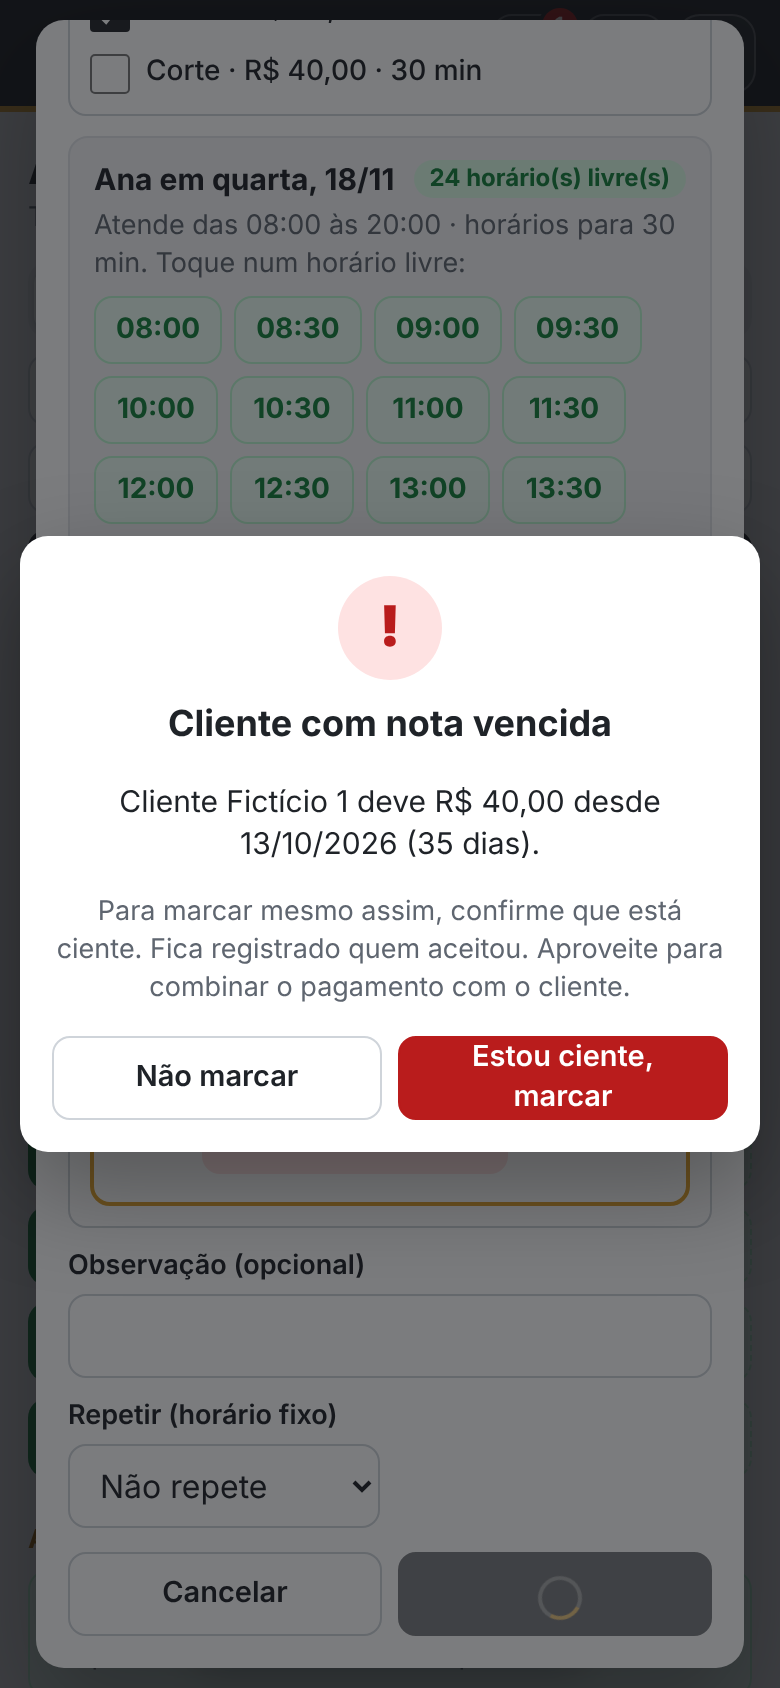 Corte · R$ 40,00 · 30 min
Ana em quarta, 18/11 24 horário(s) livre(s)
Atende das 08:00 às 20:00 · horários para 30
min. Toque num horário livre:
08:00 08:30 09:00 09:30
10:00 10:30 11:00 11:30
12:00 12:30 13:00 13:30
!
Cliente com nota vencida
Cliente Fictício 1 deve R$ 40,00 desde
13/10/2026 (35 dias).
Para marcar mesmo assim, confirme que está
ciente. Fica registrado quem aceitou. Aproveite para
combinar o pagamento com o cliente.
Não marcar
Estou ciente,
marcar
Observação (opcional)
Repetir (horário fixo)
Não repete
Cancelar